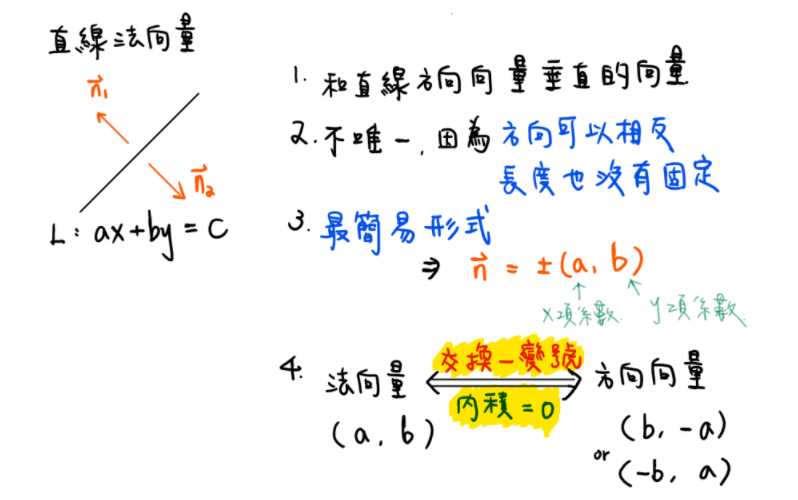 直線法向量
n⃗₁
n⃗₂
L: ax+by=c
1. 和直線方向向量垂直的向量
2. 不唯一, 因為方向可以相反
長度也沒有固定
3. 最簡易形式
⇒ n⃗ = ±(a, b)
x項係數 y項係數
4. 法向量 交換一變號 方向向量
內積=0
(a, b) (b, -a)
or (-b, a)